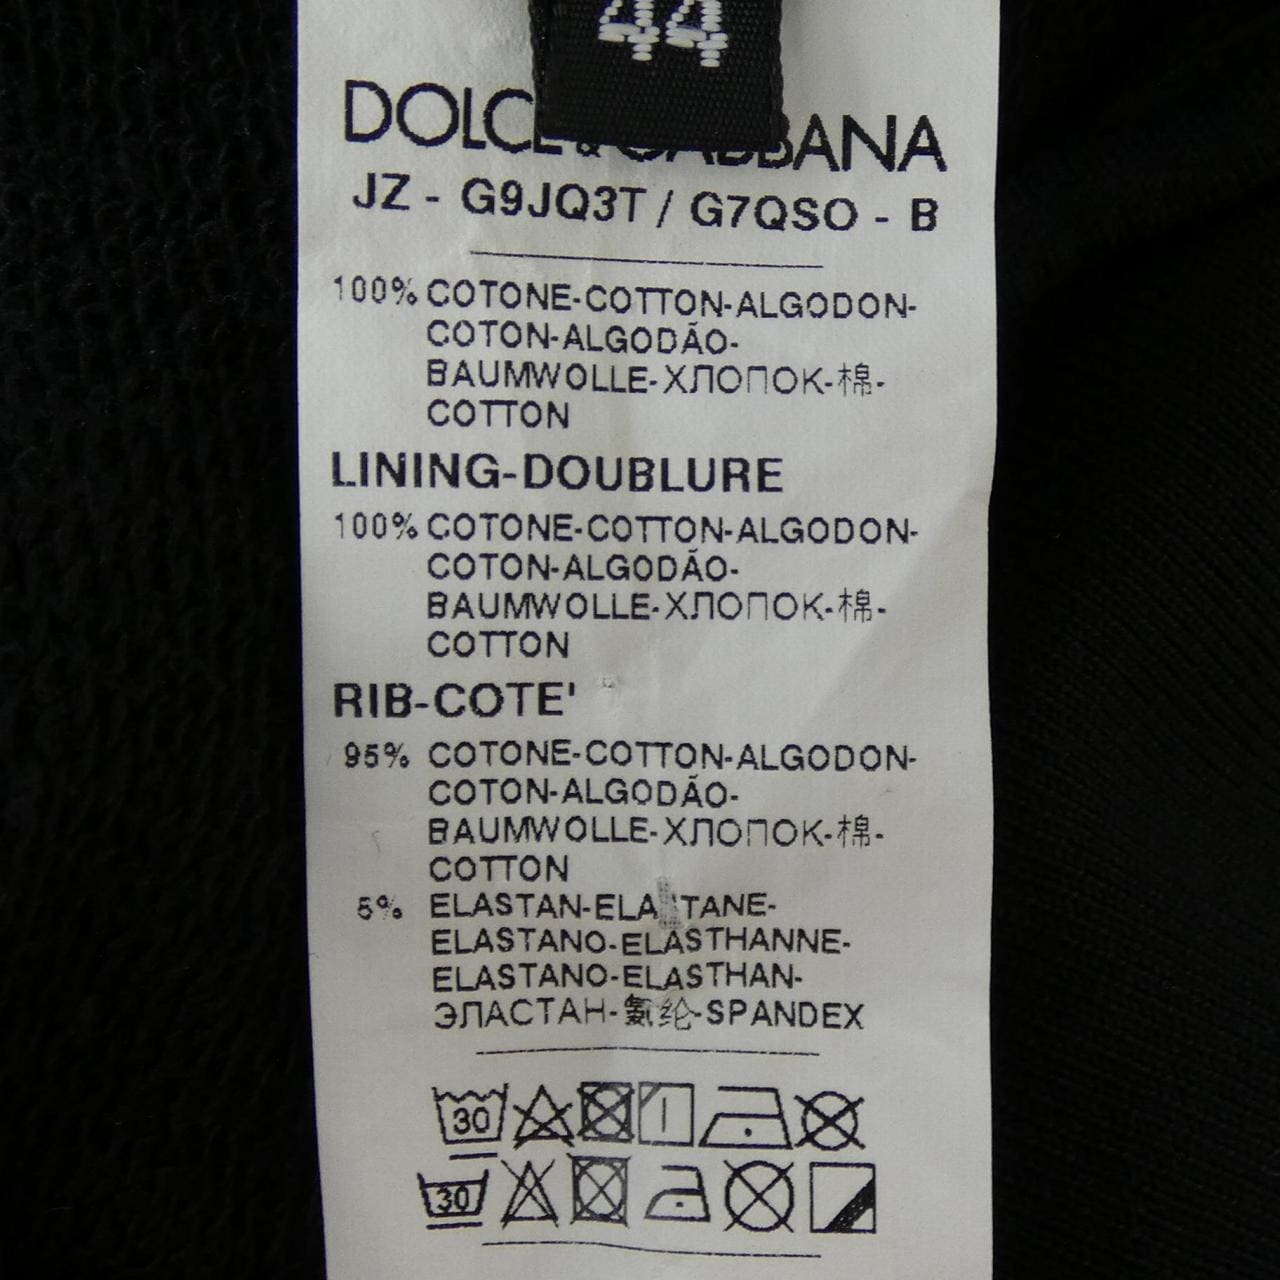 44
DOLCE&GABBANA
JZ - G9JQ3T / G7QSO - B
100% COTONE-COTTON-ALGODON-
COTON-ALGODÃO-
BAUMWOLLE-ХЛОПОК-棉-
COTTON
LINING-DOUBLURE
100% COTONE-COTTON-ALGODON-
COTON-ALGODÃO-
BAUMWOLLE-ХЛОПОК-棉-
COTTON
RIB-COTE'
95% COTONE-COTTON-ALGODON-
COTON-ALGODÃO-
BAUMWOLLE-ХЛОПОК-棉-
COTTON
5% ELASTAN-ELASTANE-
ELASTANO-ELASTHANNE-
ELASTANO-ELASTHAN-
ЭЛАСТАН-氨纶-SPANDEX
30
30